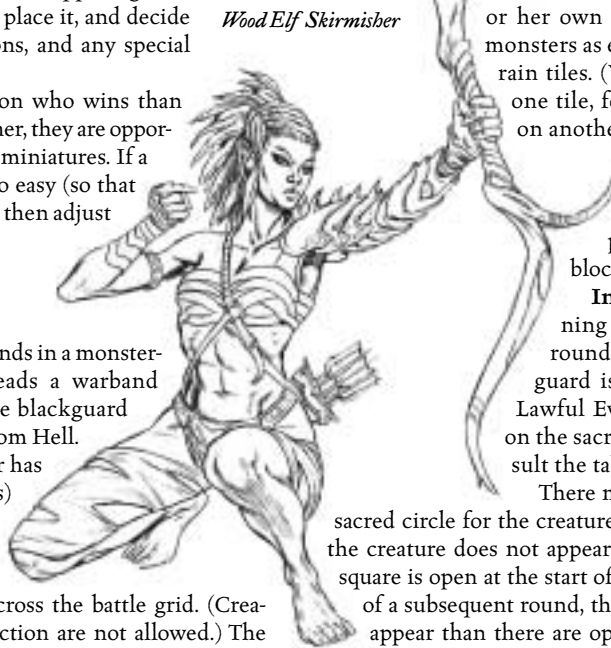 place it, and decide
ons, and any special
on who wins than
her, they are oppor-
miniatures. If a
o easy (so that
then adjust
nds in a monster-
eads a warband
e blackguard
om Hell.
r has
s)
cross the battle grid. (Crea-
ction are not allowed.) The
Wood Elf Skirmisher
or her own
monsters as e
rain tiles. (Y
one tile, f
on anothe
bloc
In
ning
round
guard is
Lawful Ev
on the sacr
sult the ta
There n
sacred circle for the creature
the creature does not appear
square is open at the start of
of a subsequent round, th
appear than there are op